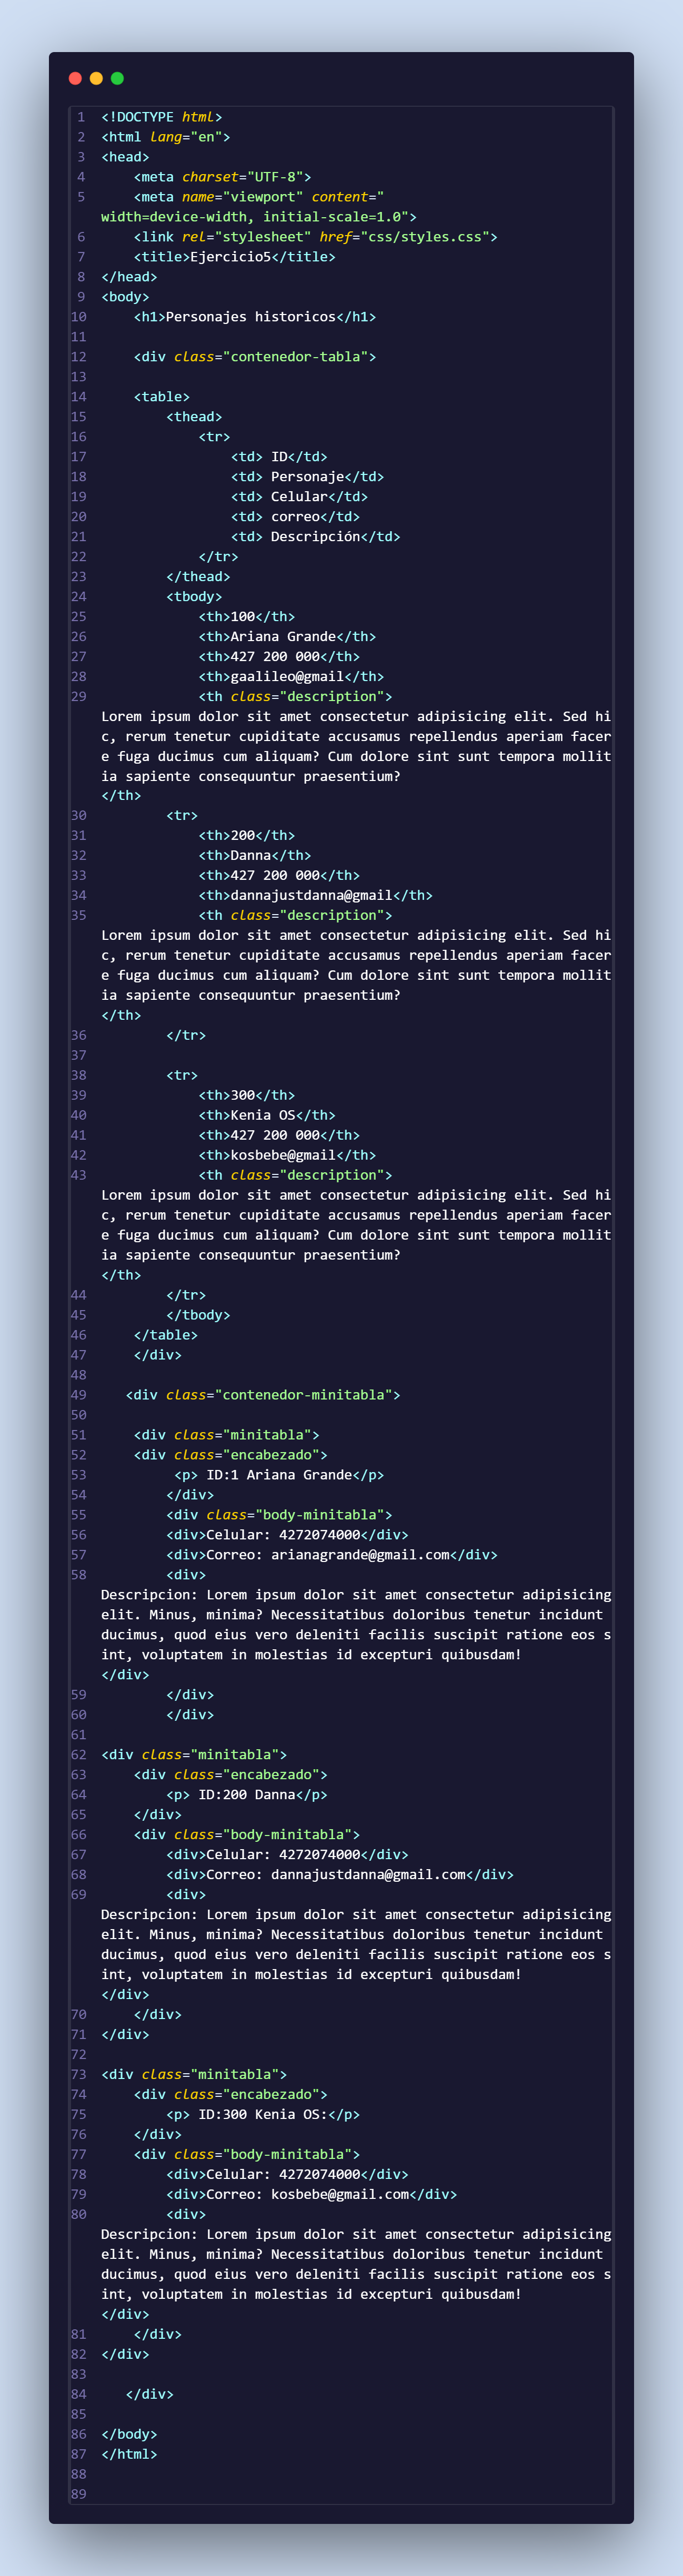 1 <!DOCTYPE html>
2 <html lang="en">
3 <head>
4     <meta charset="UTF-8">
5     <meta name="viewport" content="
width=device-width, initial-scale=1.0">
6     <link rel="stylesheet" href="css/styles.css">
7     <title>Ejercicio5</title>
8 </head>
9 <body>
10     <h1>Personajes historicos</h1>
11
12     <div class="contenedor-tabla">
13
14     <table>
15         <thead>
16             <tr>
17                 <td> ID</td>
18                 <td> Personaje</td>
19                 <td> Celular</td>
20                 <td> correo</td>
21                 <td> Descripción</td>
22             </tr>
23         </thead>
24         <tbody>
25             <th>100</th>
26             <th>Ariana Grande</th>
27             <th>427 200 000</th>
28             <th>gaalileo@gmail</th>
29             <th class="description">
Lorem ipsum dolor sit amet consectetur adipisicing elit. Sed hi
c, rerum tenetur cupiditate accusamus repellendus aperiam facer
e fuga ducimus cum aliquam? Cum dolore sint sunt tempora mollit
ia sapiente consequuntur praesentium?
</th>
30         <tr>
31             <th>200</th>
32             <th>Danna</th>
33             <th>427 200 000</th>
34             <th>dannajustdanna@gmail</th>
35             <th class="description">
Lorem ipsum dolor sit amet consectetur adipisicing elit. Sed hi
c, rerum tenetur cupiditate accusamus repellendus aperiam facer
e fuga ducimus cum aliquam? Cum dolore sint sunt tempora mollit
ia sapiente consequuntur praesentium?
</th>
36         </tr>
37
38         <tr>
39             <th>300</th>
40             <th>Kenia OS</th>
41             <th>427 200 000</th>
42             <th>kosbebe@gmail</th>
43             <th class="description">
Lorem ipsum dolor sit amet consectetur adipisicing elit. Sed hi
c, rerum tenetur cupiditate accusamus repellendus aperiam facer
e fuga ducimus cum aliquam? Cum dolore sint sunt tempora mollit
ia sapiente consequuntur praesentium?
</th>
44         </tr>
45         </tbody>
46     </table>
47     </div>
48
49    <div class="contenedor-minitabla">
50
51     <div class="minitabla">
52     <div class="encabezado">
53          <p> ID:1 Ariana Grande</p>
54         </div>
55         <div class="body-minitabla">
56         <div>Celular: 4272074000</div>
57         <div>Correo: arianagrande@gmail.com</div>
58         <div>
Descripcion: Lorem ipsum dolor sit amet consectetur adipisicing
elit. Minus, minima? Necessitatibus doloribus tenetur incidunt
ducimus, quod eius vero deleniti facilis suscipit ratione eos s
int, voluptatem in molestias id excepturi quibusdam!
</div>
59         </div>
60         </div>
61
62 <div class="minitabla">
63     <div class="encabezado">
64         <p> ID:200 Danna</p>
65     </div>
66     <div class="body-minitabla">
67         <div>Celular: 4272074000</div>
68         <div>Correo: dannajustdanna@gmail.com</div>
69         <div>
Descripcion: Lorem ipsum dolor sit amet consectetur adipisicing
elit. Minus, minima? Necessitatibus doloribus tenetur incidunt
ducimus, quod eius vero deleniti facilis suscipit ratione eos s
int, voluptatem in molestias id excepturi quibusdam!
</div>
70     </div>
71 </div>
72
73 <div class="minitabla">
74     <div class="encabezado">
75         <p> ID:300 Kenia OS:</p>
76     </div>
77     <div class="body-minitabla">
78         <div>Celular: 4272074000</div>
79         <div>Correo: kosbebe@gmail.com</div>
80         <div>
Descripcion: Lorem ipsum dolor sit amet consectetur adipisicing
elit. Minus, minima? Necessitatibus doloribus tenetur incidunt
ducimus, quod eius vero deleniti facilis suscipit ratione eos s
int, voluptatem in molestias id excepturi quibusdam!
</div>
81     </div>
82 </div>
83
84    </div>
85
86 </body>
87 </html>
88
89